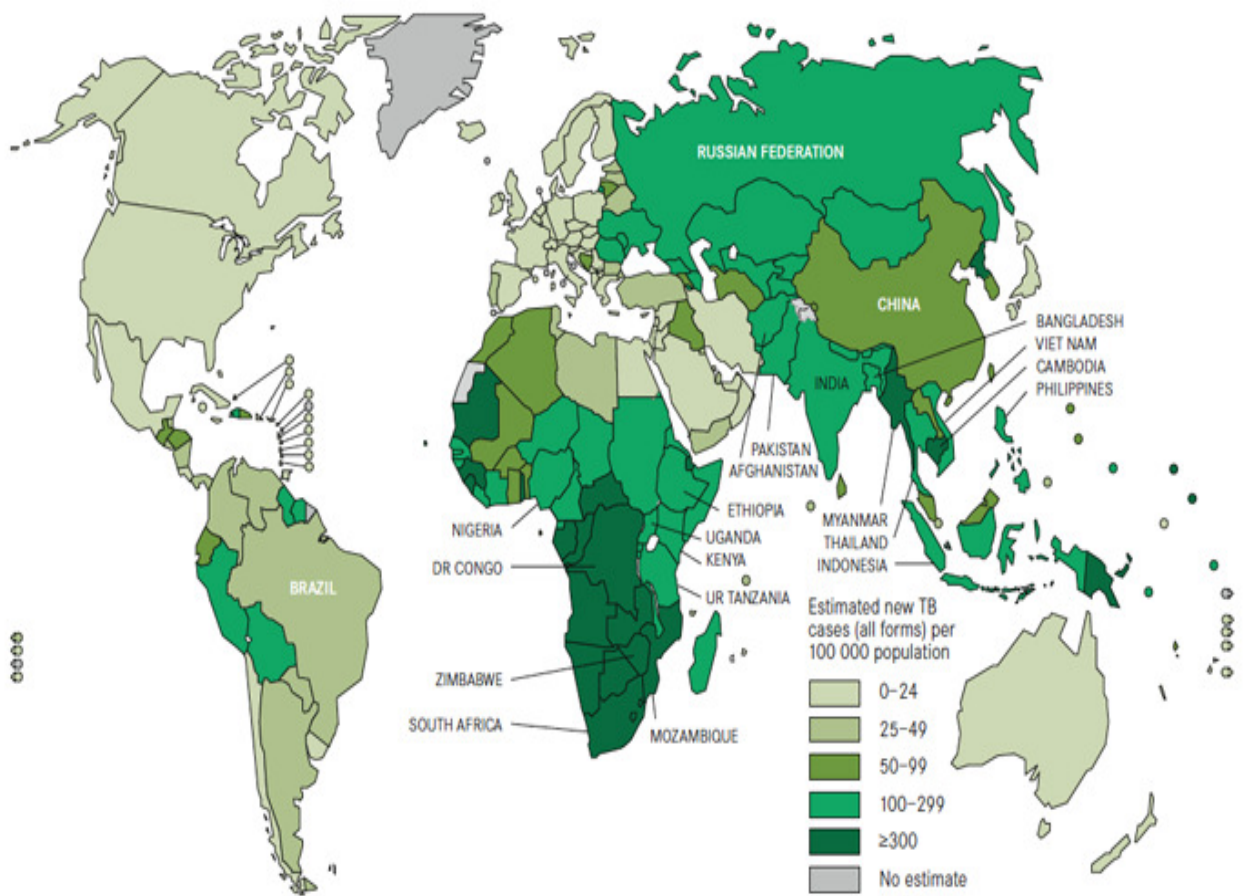 RUSSIAN FEDERATION
CHINA
BANGLADESH
VIET NAM
CAMBODIA
PHILIPPINES
INDIA
PAKISTAN
AFGHANISTAN
ETHIOPIA
NIGERIA
UGANDA
KENYA
DR CONGO
UR TANZANIA
MYANMAR
THAILAND
INDONESIA
BRAZIL
ZIMBABWE
SOUTH AFRICA
MOZAMBIQUE
Estimated new TB
cases (all forms) per
100 000 population
0–24
25–49
50–99
100–299
≥300
No estimate